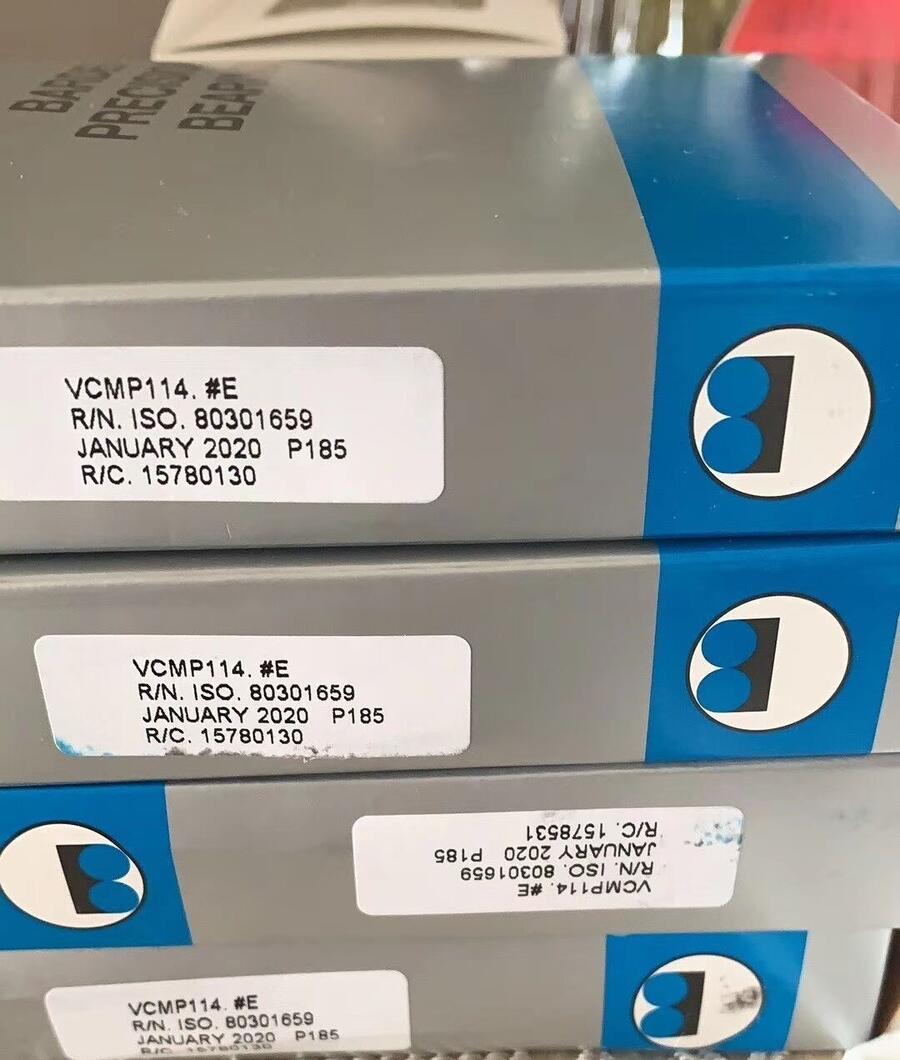 PRECISION
VCMP114. #E
R/N. ISO. 80301659
JANUARY 2020 P185
R/C. 15780130
VCMP114. #E
R/N. ISO. 80301659
JANUARY 2020 P185
R/C. 15780130
VCMP114. #E
R/N. ISO. 80301659
JANUARY 2020 P185
R/C. 1578531
VCMP114. #E
R/N. ISO. 80301659
JANUARY 2020 P185